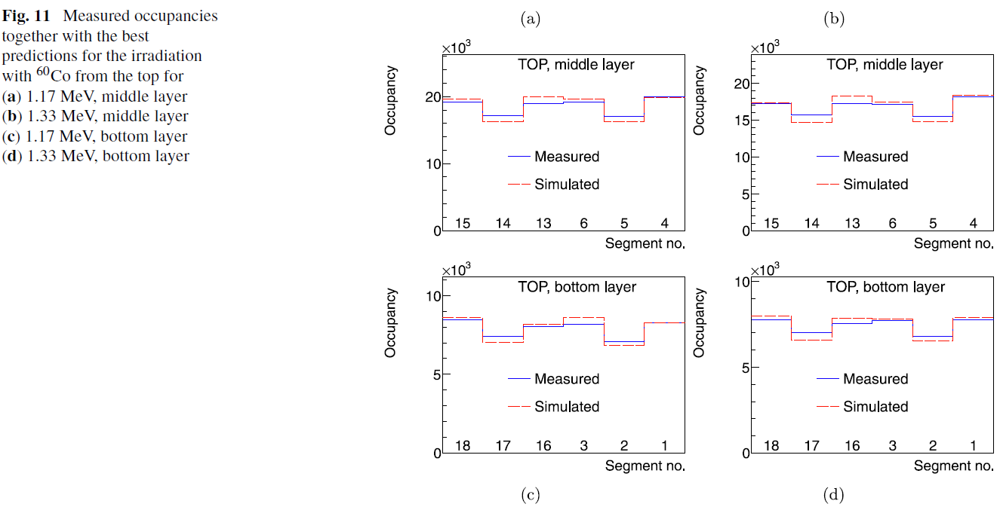 Fig. 11 Measured occupancies
together with the best
predictions for the irradiation
with ⁶⁰Co from the top for
(a) 1.17 MeV, middle layer
(b) 1.33 MeV, middle layer
(c) 1.17 MeV, bottom layer
(d) 1.33 MeV, bottom layer
(a)
×10³
TOP, middle layer
Occupancy
20
10
0
Measured
Simulated
15 14 13 6 5 4
Segment no.
(b)
×10³
TOP, middle layer
Occupancy
20
15
10
5
0
Measured
Simulated
15 14 13 6 5 4
Segment no.
×10³
TOP, bottom layer
Occupancy
10
5
0
Measured
Simulated
18 17 16 3 2 1
Segment no.
(c)
×10³
TOP, bottom layer
Occupancy
10
5
0
Measured
Simulated
18 17 16 3 2 1
Segment no.
(d)